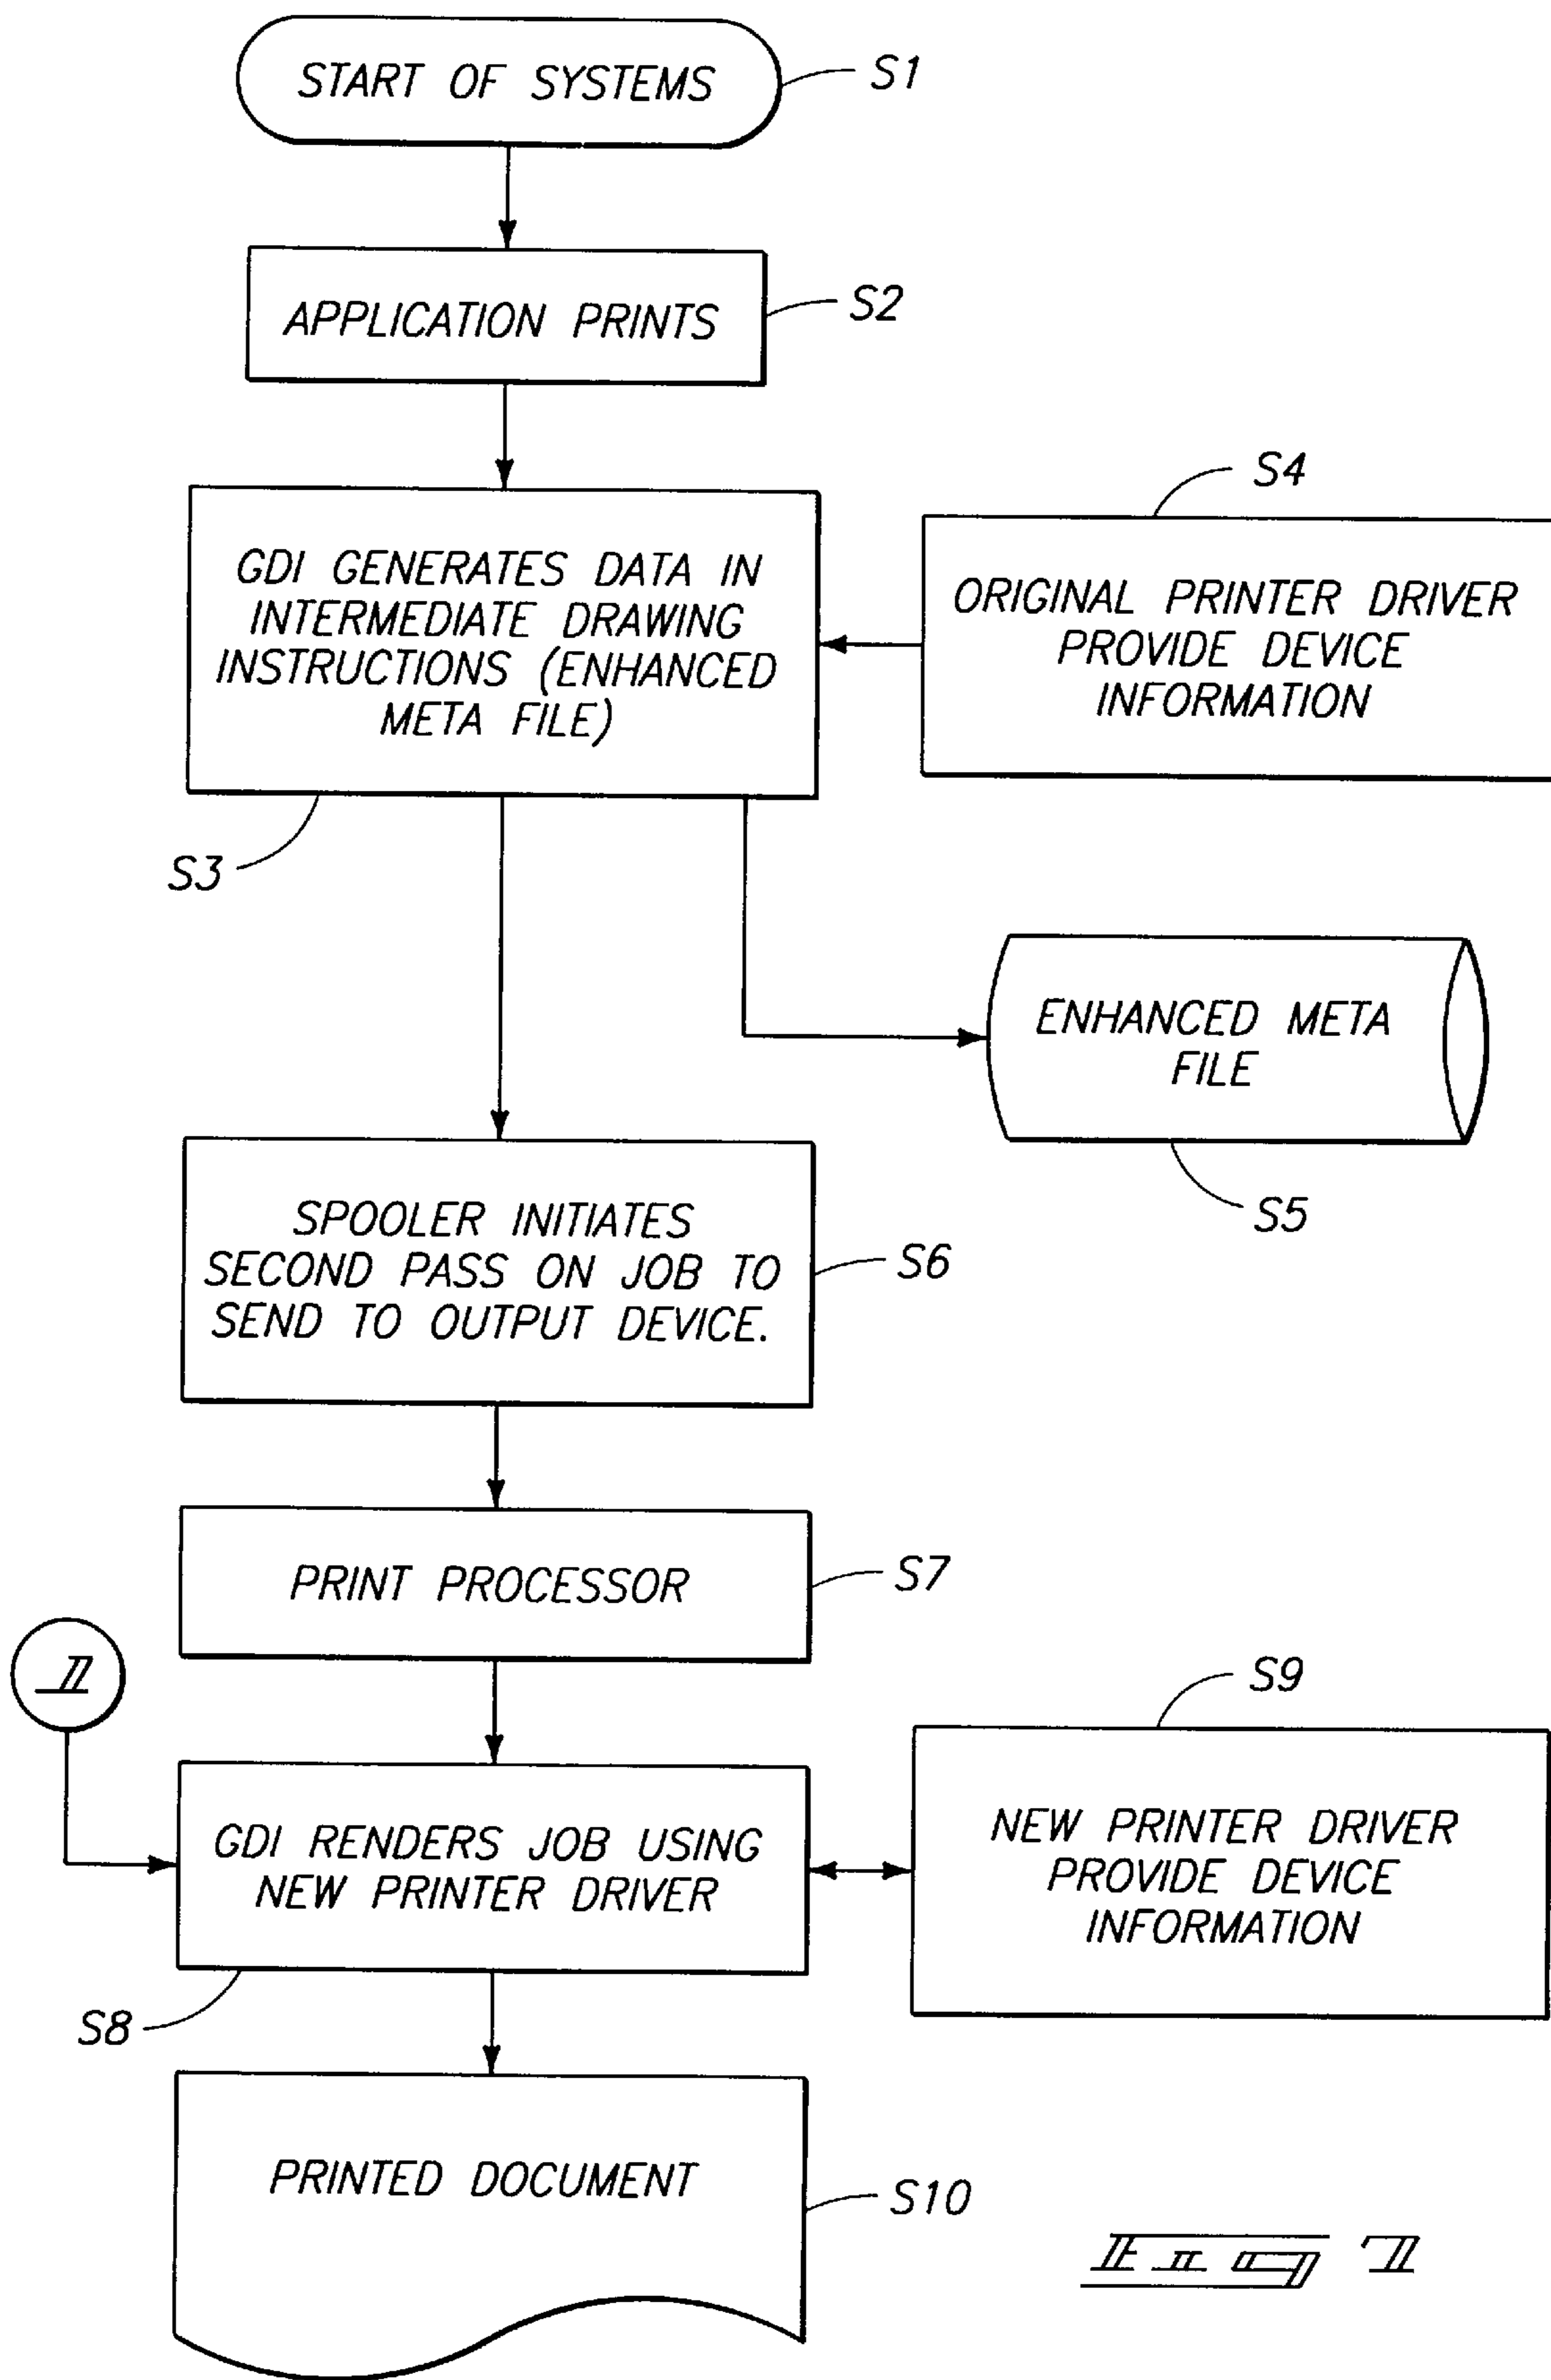 START OF SYSTEMS
S1
APPLICATION PRINTS
S2
S4
GDI GENERATES DATA IN
INTERMEDIATE DRAWING
INSTRUCTIONS (ENHANCED
META FILE)
ORIGINAL PRINTER DRIVER
PROVIDE DEVICE
INFORMATION
S3
ENHANCED META
FILE
S5
SPOOLER INITIATES
SECOND PASS ON JOB TO
SEND TO OUTPUT DEVICE.
S6
PRINT PROCESSOR
S7
S9
GDI RENDERS JOB USING
NEW PRINTER DRIVER
NEW PRINTER DRIVER
PROVIDE DEVICE
INFORMATION
S8
PRINTED DOCUMENT
S10
FIG 7